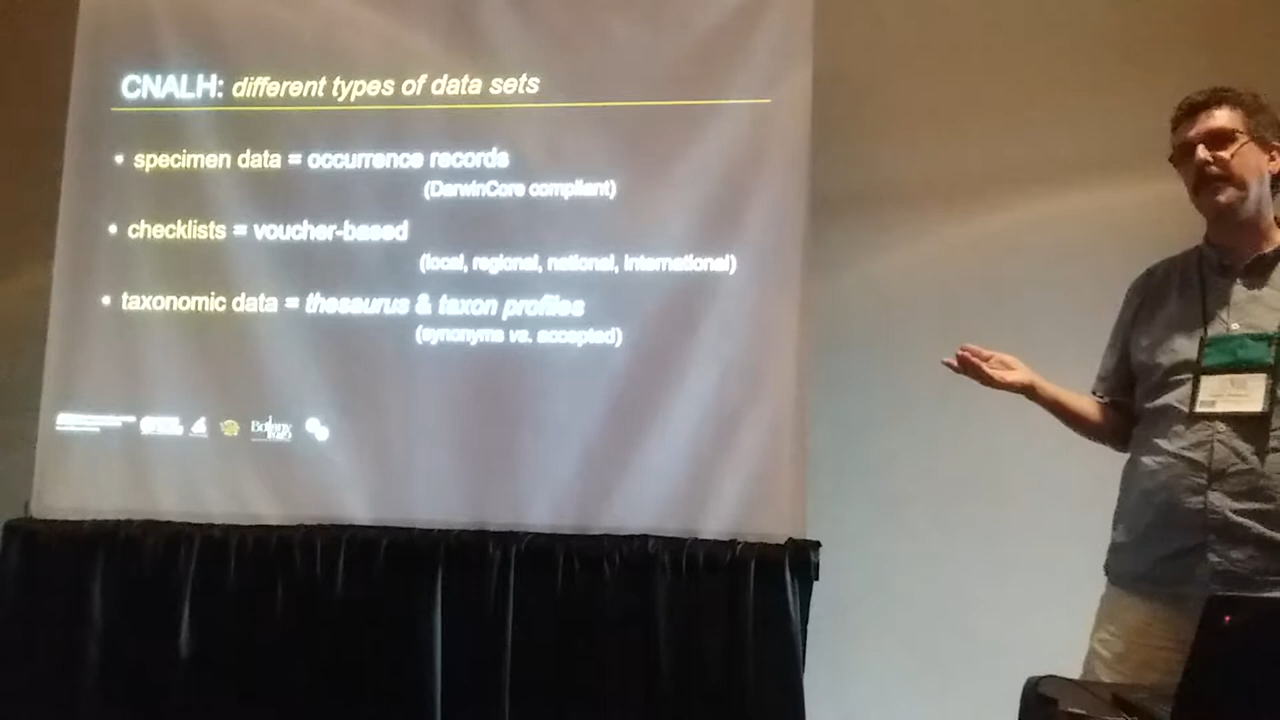 CNALH: different types of data sets
• specimen data = occurrence records
(DarwinCore compliant)
• checklists = voucher-based
(local, regional, national, international)
• taxonomic data = thesaurus & taxon profiles
(synonyms vs. accepted)
Botany